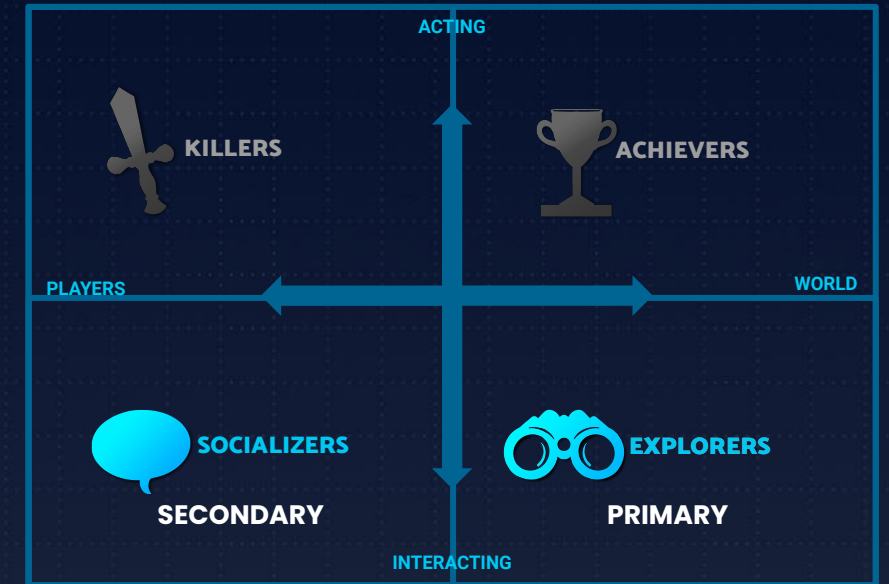 ACTING
KILLERS
ACHIEVERS
PLAYERS
WORLD
SOCIALIZERS
EXPLORERS
SECONDARY
PRIMARY
INTERACTING